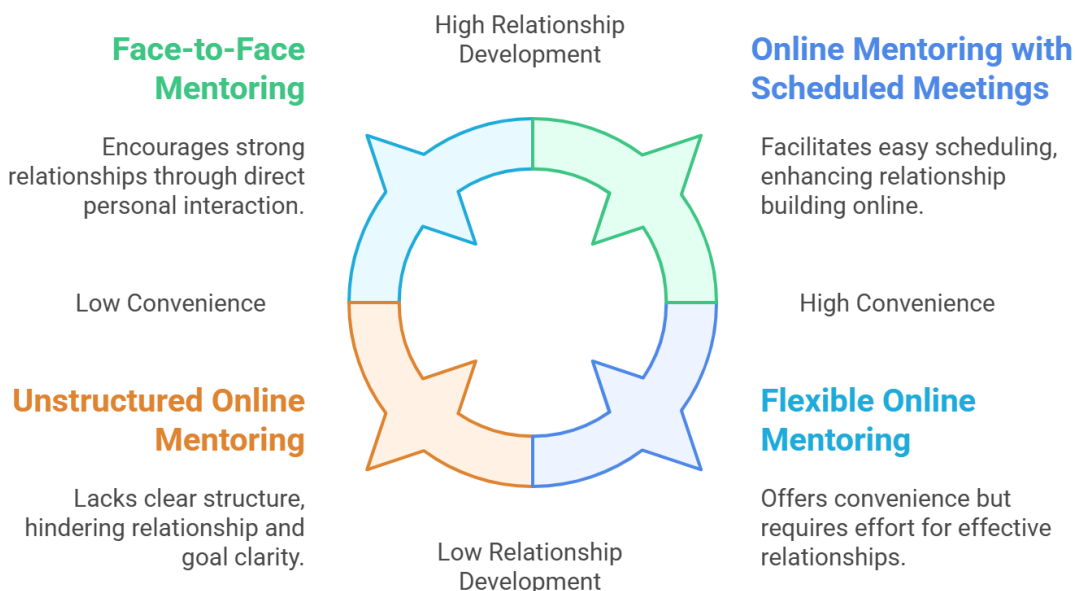 High Relationship
Development
Face-to-Face
Mentoring
Encourages strong
relationships through direct
personal interaction.
Online Mentoring with
Scheduled Meetings
Facilitates easy scheduling,
enhancing relationship
building online.
Low Convenience
High Convenience
Unstructured Online
Mentoring
Lacks clear structure,
hindering relationship and
goal clarity.
Flexible Online
Mentoring
Offers convenience but
requires effort for effective
relationships.
Low Relationship
Development